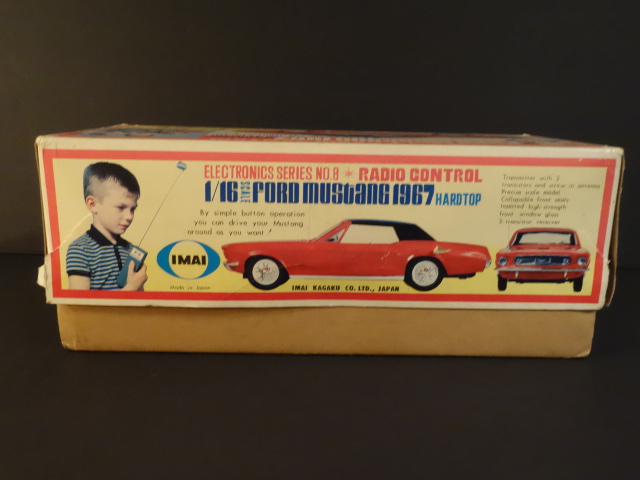 ELECTRONICS SERIES NO.8 * RADIO CONTROL
1/16 SCALE FORD MUSTANG 1967 HARDTOP
By simple button operation
you can drive your Mustang
around as you want!
IMAI
Made in Japan
IMAI KAGAKU CO. LTD., JAPAN
Transmitter with 2
transistors and screw in antenna
Precise scale model
Collapsible front seats
Inserted high-strength
front window glass
5-transistor receiver